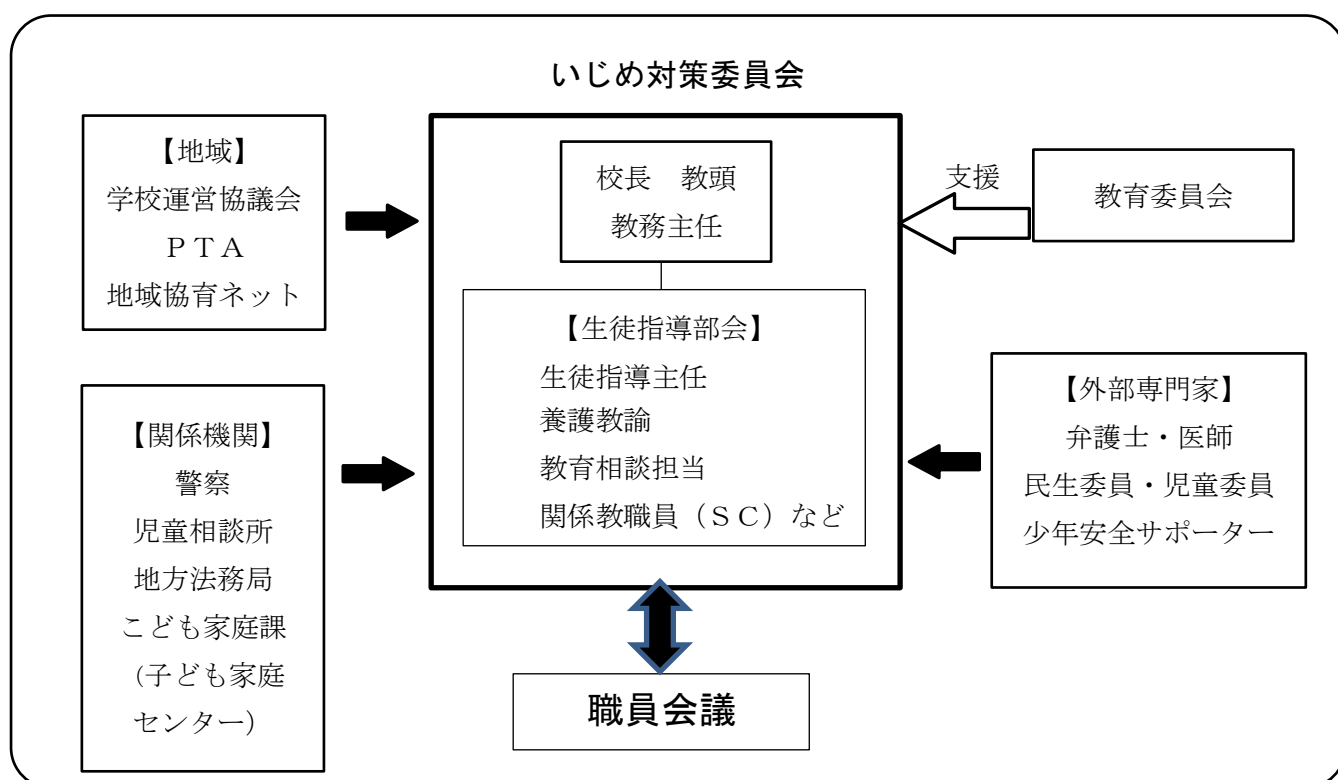 いじめ対策委員会
【地域】
学校運営協議会
ＰＴＡ
地域協育ネット
校長　教頭
教務主任
支援
教育委員会
【生徒指導部会】
生徒指導主任
養護教諭
教育相談担当
関係教職員（ＳＣ）など
【関係機関】
警察
児童相談所
地方法務局
こども家庭課
（子ども家庭
センター）
【外部専門家】
弁護士・医師
民生委員・児童委員
少年安全サポーター
職員会議